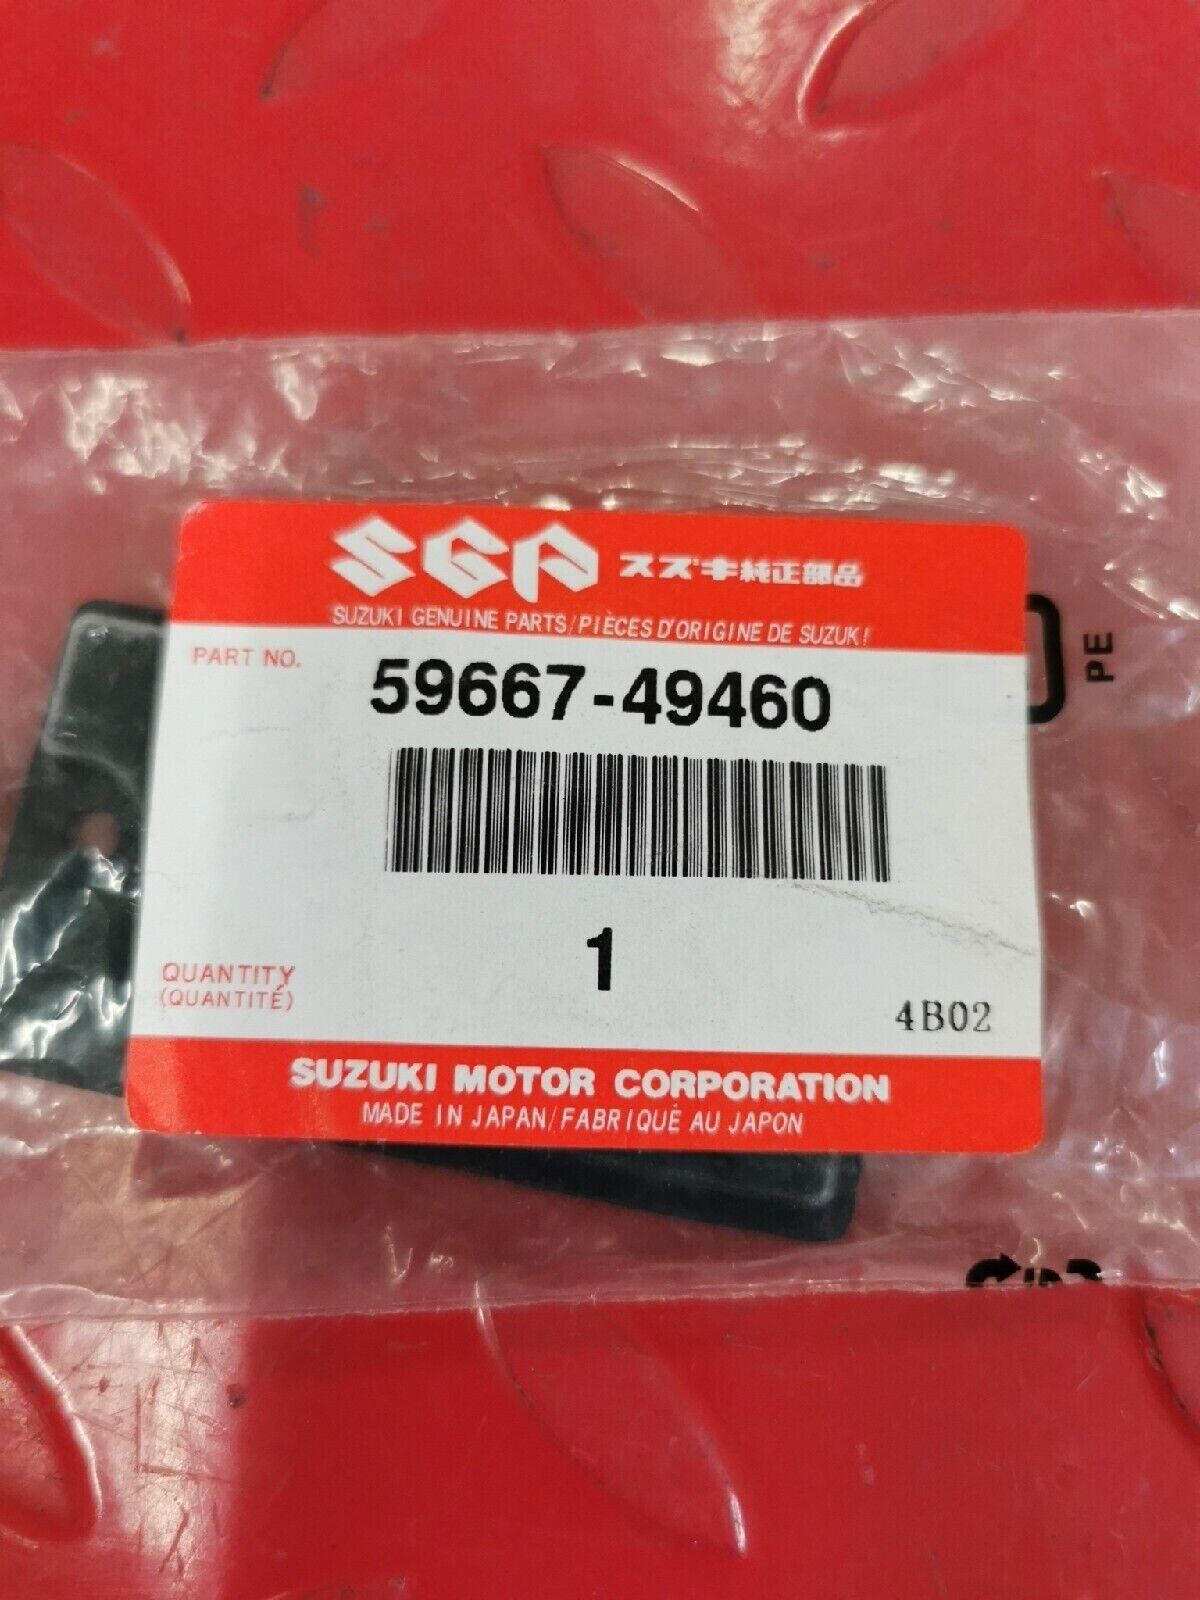 SGP スズキ純正部品
SUZUKI GENUINE PARTS/PIÈCES D'ORIGINE DE SUZUKI
PART NO. 59667-49460
PE
1
QUANTITY
(QUANTITÉ)
4B02
SUZUKI MOTOR CORPORATION
MADE IN JAPAN/FABRIQUÉ AU JAPON